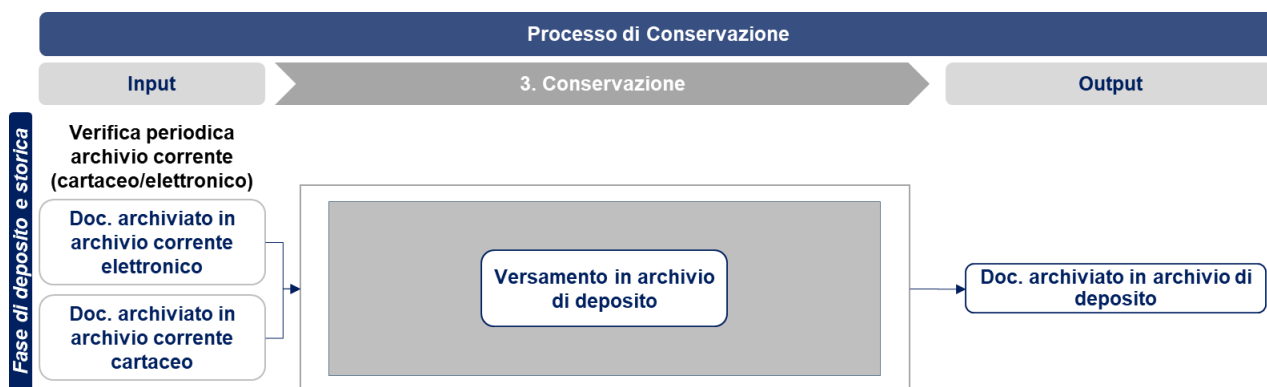 Processo di Conservazione
Input
3. Conservazione
Output
Fase di deposito e storica
Verifica periodica
archivio corrente
(cartaceo/elettronico)
Doc. archiviato in
archivio corrente
elettronico
Doc. archiviato in
archivio corrente
cartaceo
Versamento in archivio
di deposito
Doc. archiviato in archivio di
deposito